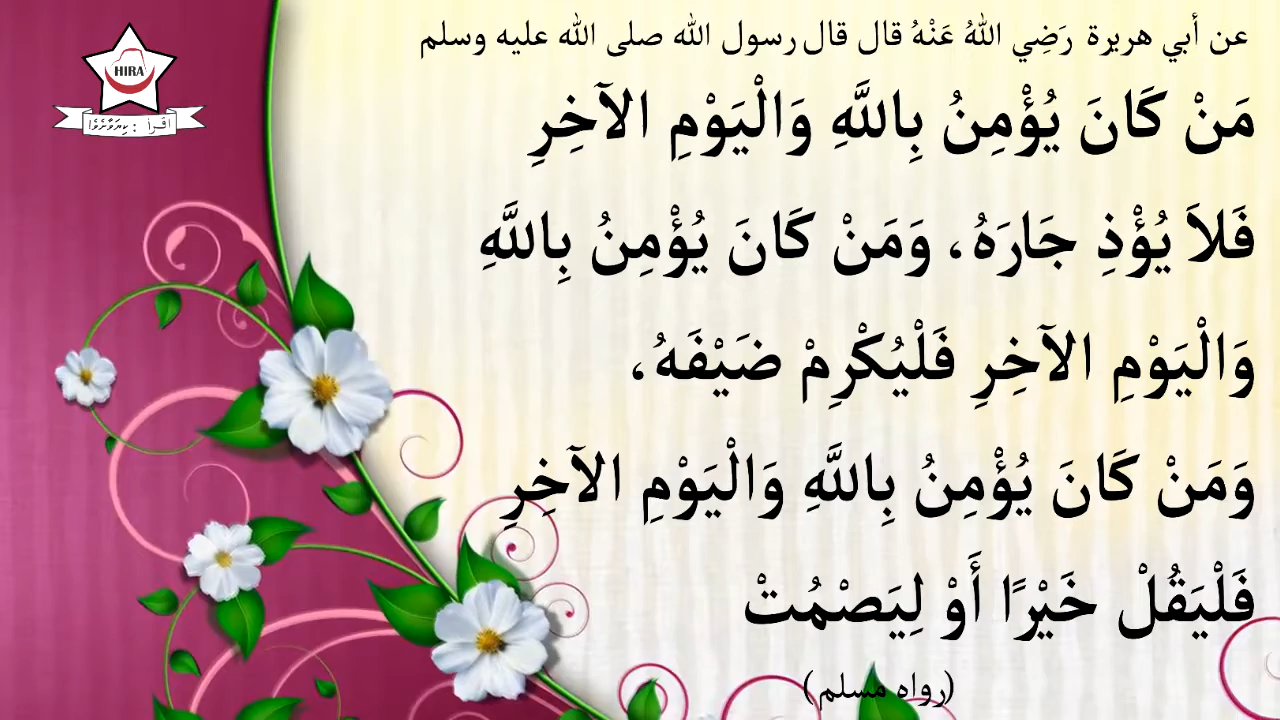 عن أبي هريرة رَضِي اللهُ عَنْهُ قال قال رسول الله صلى الله عليه وسلم
مَنْ كَانَ يُؤْمِنُ بِاللَّهِ وَالْيَوْمِ الآخِرِ
فَلاَ يُؤْذِ جَارَهُ، وَمَنْ كَانَ يُؤْمِنُ بِاللَّهِ
وَالْيَوْمِ الآخِرِ فَلْيُكْرِمْ ضَيْفَهُ،
وَمَنْ كَانَ يُؤْمِنُ بِاللَّهِ وَالْيَوْمِ الآخِرِ
فَلْيَقُلْ خَيْرًا أَوْ لِيَصْمُتْ
(رواه مسلم)
HIRA
اقرأ :